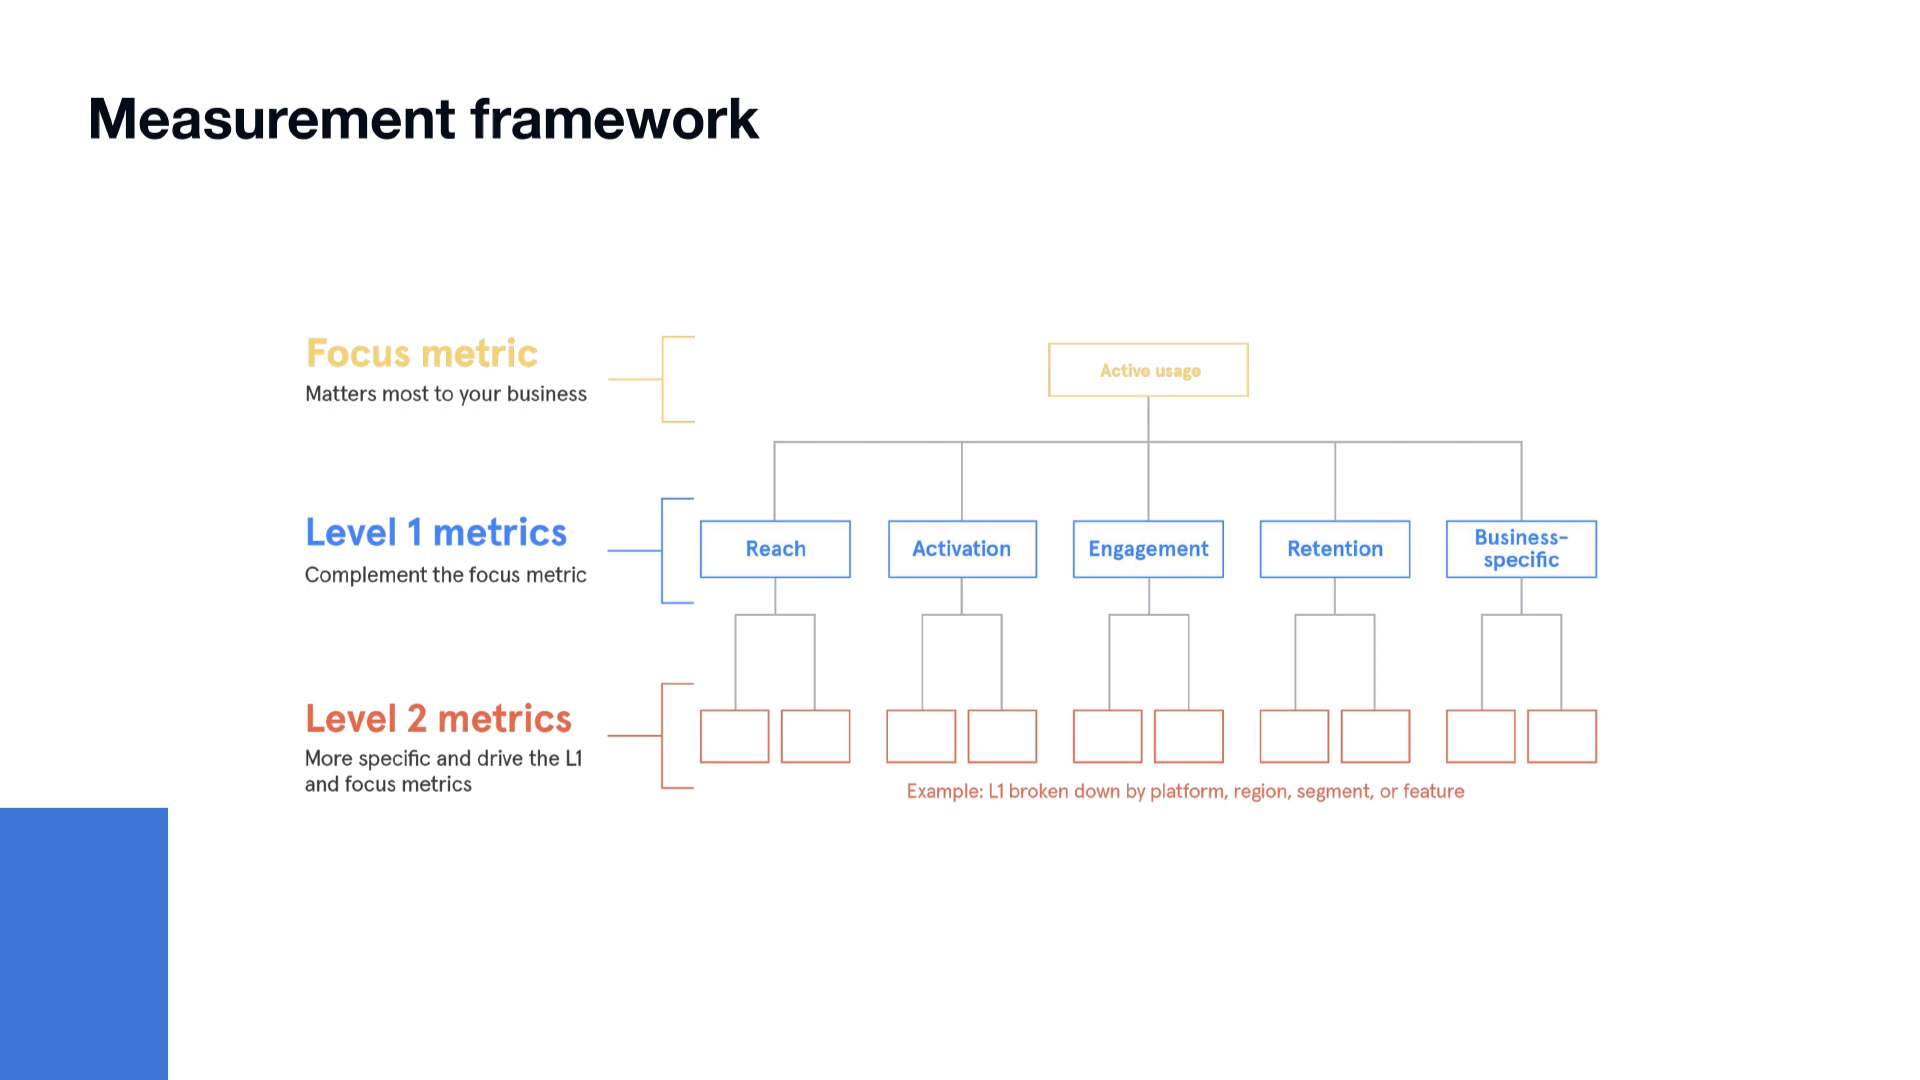 Measurement framework
Focus metric
Matters most to your business
Active usage
Level 1 metrics
Complement the focus metric
Reach
Activation
Engagement
Retention
Business-
specific
Level 2 metrics
More specific and drive the L1
and focus metrics
Example: L1 broken down by platform, region, segment, or feature